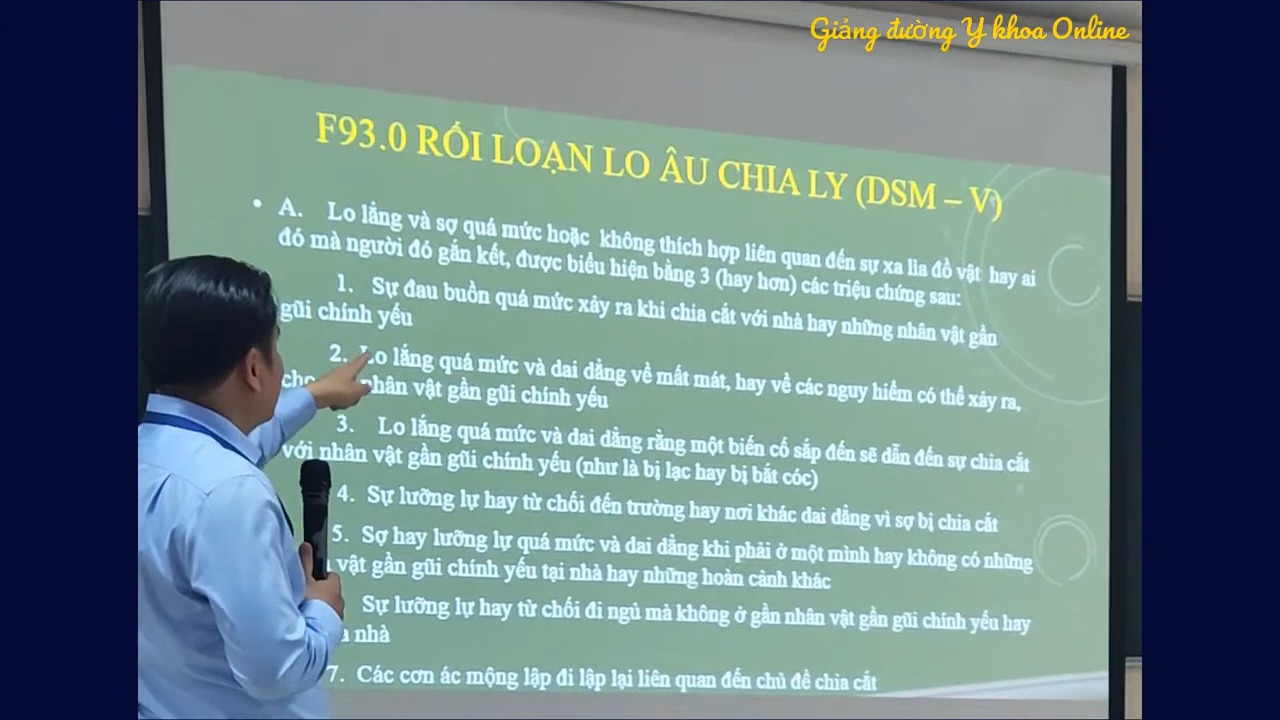 Giảng đường Y khoa Online
F93.0 RỐI LOẠN LO ÂU CHIA LY (DSM – V)
• A. Lo lắng và sợ quá mức hoặc không thích hợp liên quan đến sự xa lìa đồ vật hay ai
đó mà người đó gắn kết, được biểu hiện bằng 3 (hay hơn) các triệu chứng sau:
1. Sự đau buồn quá mức xảy ra khi chia cắt với nhà hay những nhân vật gần
gũi chính yếu
2. Lo lắng quá mức và dai dẳng về mất mát, hay về các nguy hiểm có thể xảy ra,
cho nhân vật gần gũi chính yếu
3. Lo lắng quá mức và dai dẳng rằng một biến cố sắp đến sẽ dẫn đến sự chia cắt
với nhân vật gần gũi chính yếu (như là bị lạc hay bị bắt cóc)
4. Sự lưỡng lự hay từ chối đến trường hay nơi khác dai dẳng vì sợ bị chia cắt
5. Sợ hay lưỡng lự quá mức và dai dẳng khi phải ở một mình hay không có những
vật gần gũi chính yếu tại nhà hay những hoàn cảnh khác
Sự lưỡng lự hay từ chối đi ngủ mà không ở gần nhân vật gần gũi chính yếu hay
nhà
7. Các cơn ác mộng lập đi lập lại liên quan đến chủ đề chia cắt